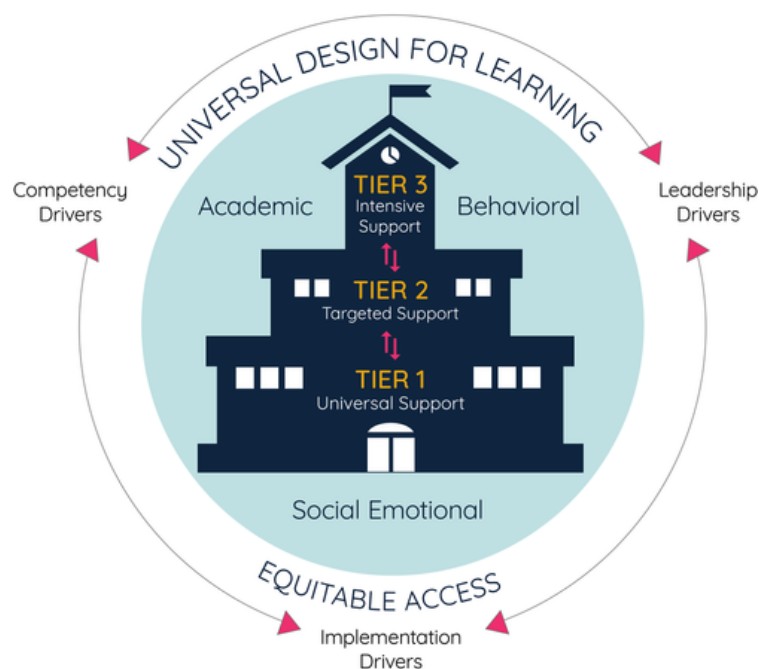 UNIVERSAL DESIGN FOR LEARNING
Competency
Drivers
Leadership
Drivers
Academic
Behavioral
TIER 3
Intensive
Support
TIER 2
Targeted Support
TIER 1
Universal Support
Social Emotional
EQUITABLE ACCESS
Implementation
Drivers